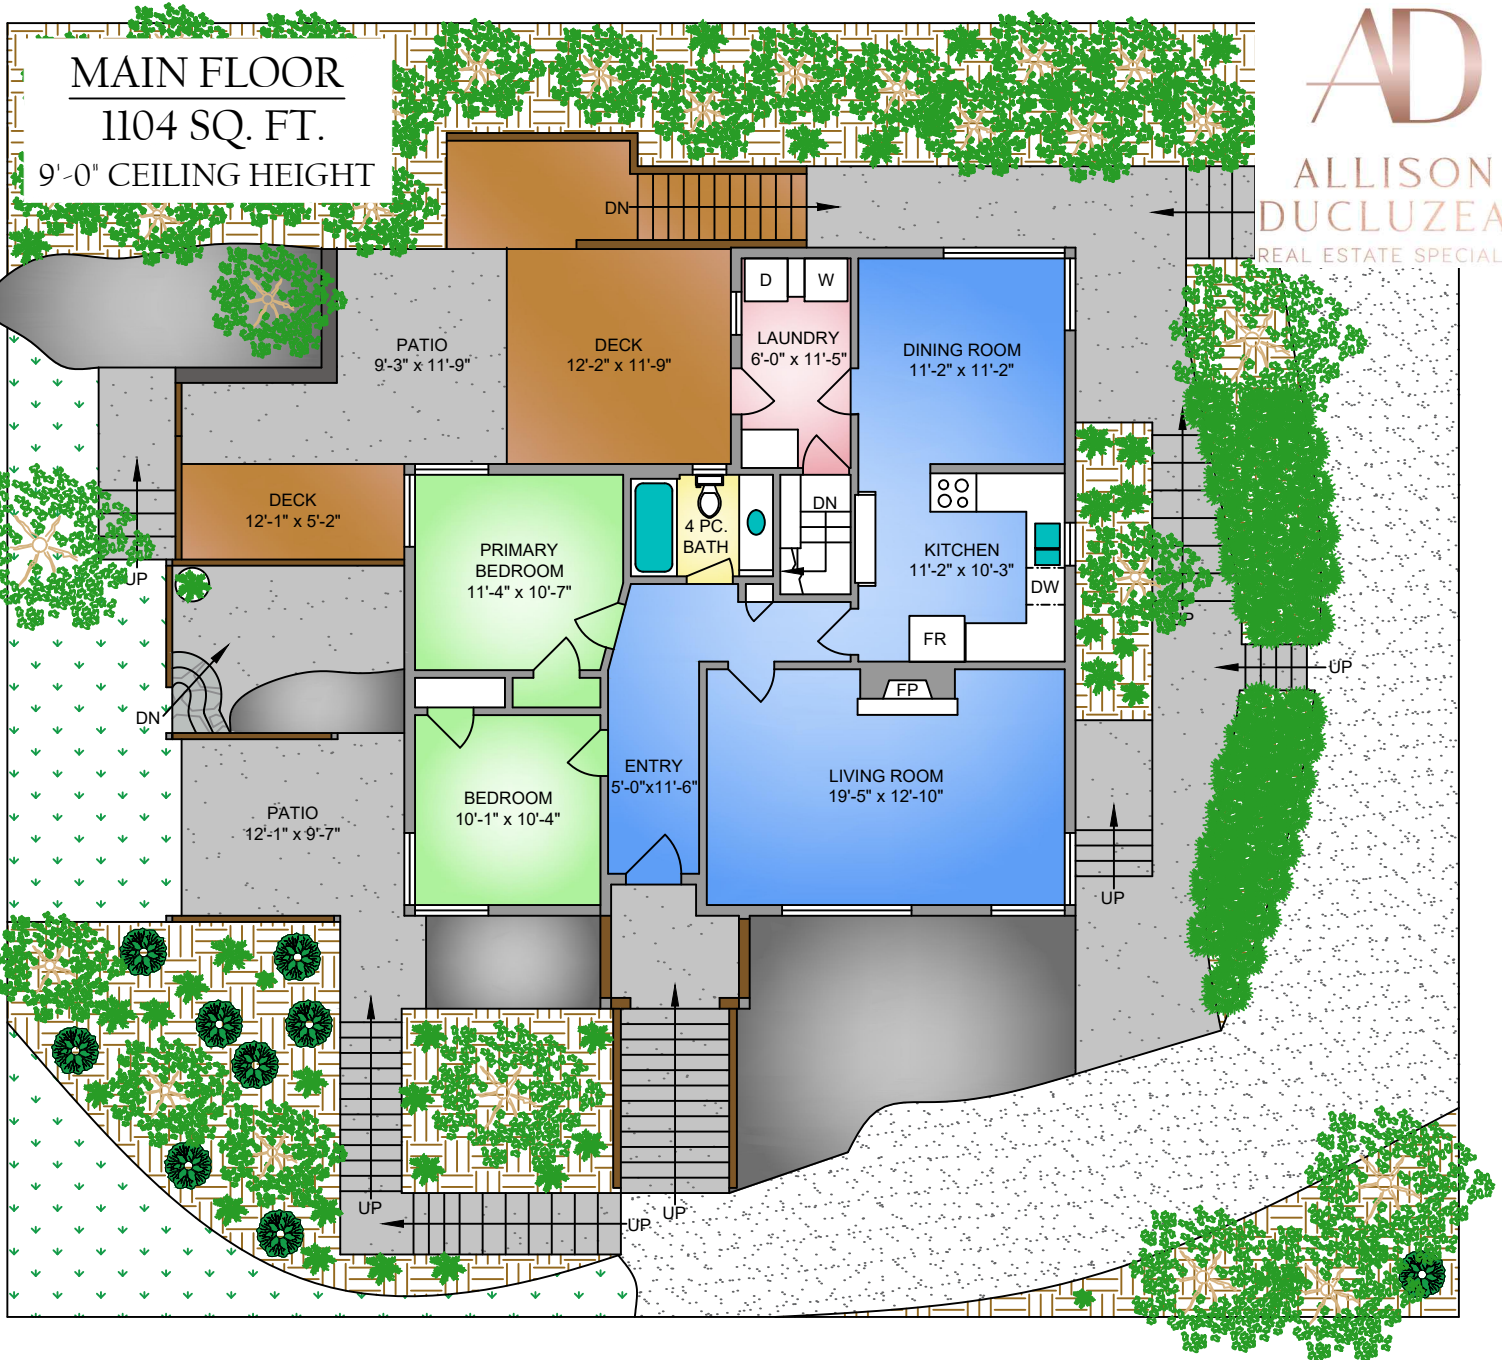 MAIN FLOOR
1104 SQ. FT.
9'-0" CEILING HEIGHT
AD
ALLISON
DUCLUZEA
REAL ESTATE SPECIAL
DN
D
W
PATIO
9'-3" x 11'-9"
DECK
12'-2" x 11'-9"
LAUNDRY
6'-0" x 11'-5"
DINING ROOM
11'-2" x 11'-2"
DECK
12'-1" x 5'-2"
UP
PRIMARY
BEDROOM
11'-4" x 10'-7"
4 PC.
BATH
DN
KITCHEN
11'-2" x 10'-3"
DW
FR
UP
UP
DN
FP
ENTRY
5'-0"x11'-6"
LIVING ROOM
19'-5" x 12'-10"
BEDROOM
10'-1" x 10'-4"
PATIO
12'-1" x 9'-7"
UP
UP
UP
UP